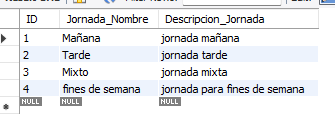 ID Jornada_Nombre Descripcion_Jornada
1 Mañana jornada mañana
2 Tarde jornada tarde
3 Mixto jornada mixta
4 fines de semana jornada para fines de semana
NULL NULL NULL